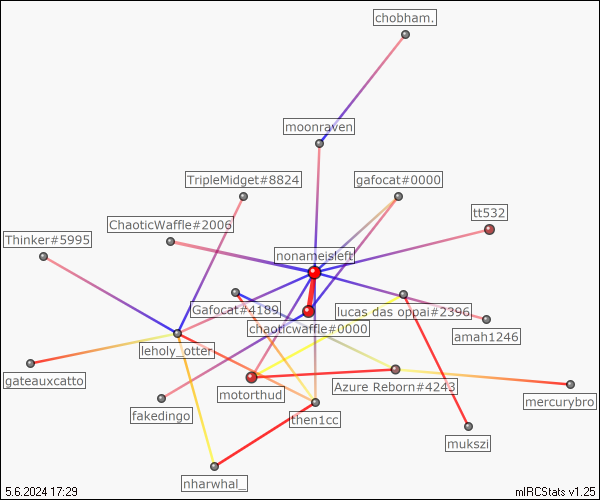 chobham.
moonraven
TripleMidget#8824
gafocat#0000
tt532
ChaoticWaffle#2006
Thinker#5995
nonameisleft
Gafocat#4189
lucas das oppai#2396
chaoticwaffle#0000
amah1246
leholy_otter
gateauxcatto
motorthud
Azure Reborn#4243
mercurybro
fakedingo
then1cc
mukszi
nharwhal_
5.6.2024 17:29
mIRCStats v1.25